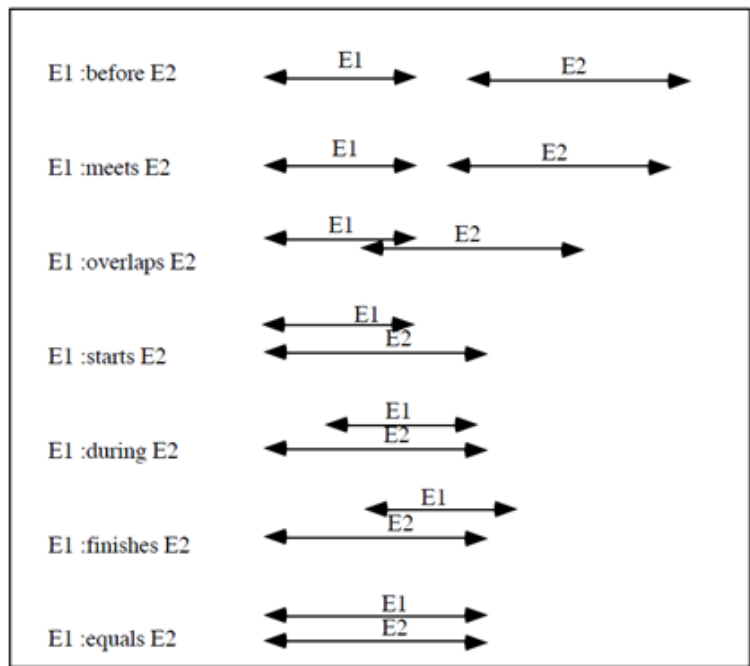 E1 :before E2 E1 E2
E1 :meets E2 E1 E2
E1 E2
E1 :overlaps E2
E1
E2
E1 :starts E2
E1
E2
E1 :during E2
E1
E2
E1 :finishes E2
E1
E2
E1 :equals E2